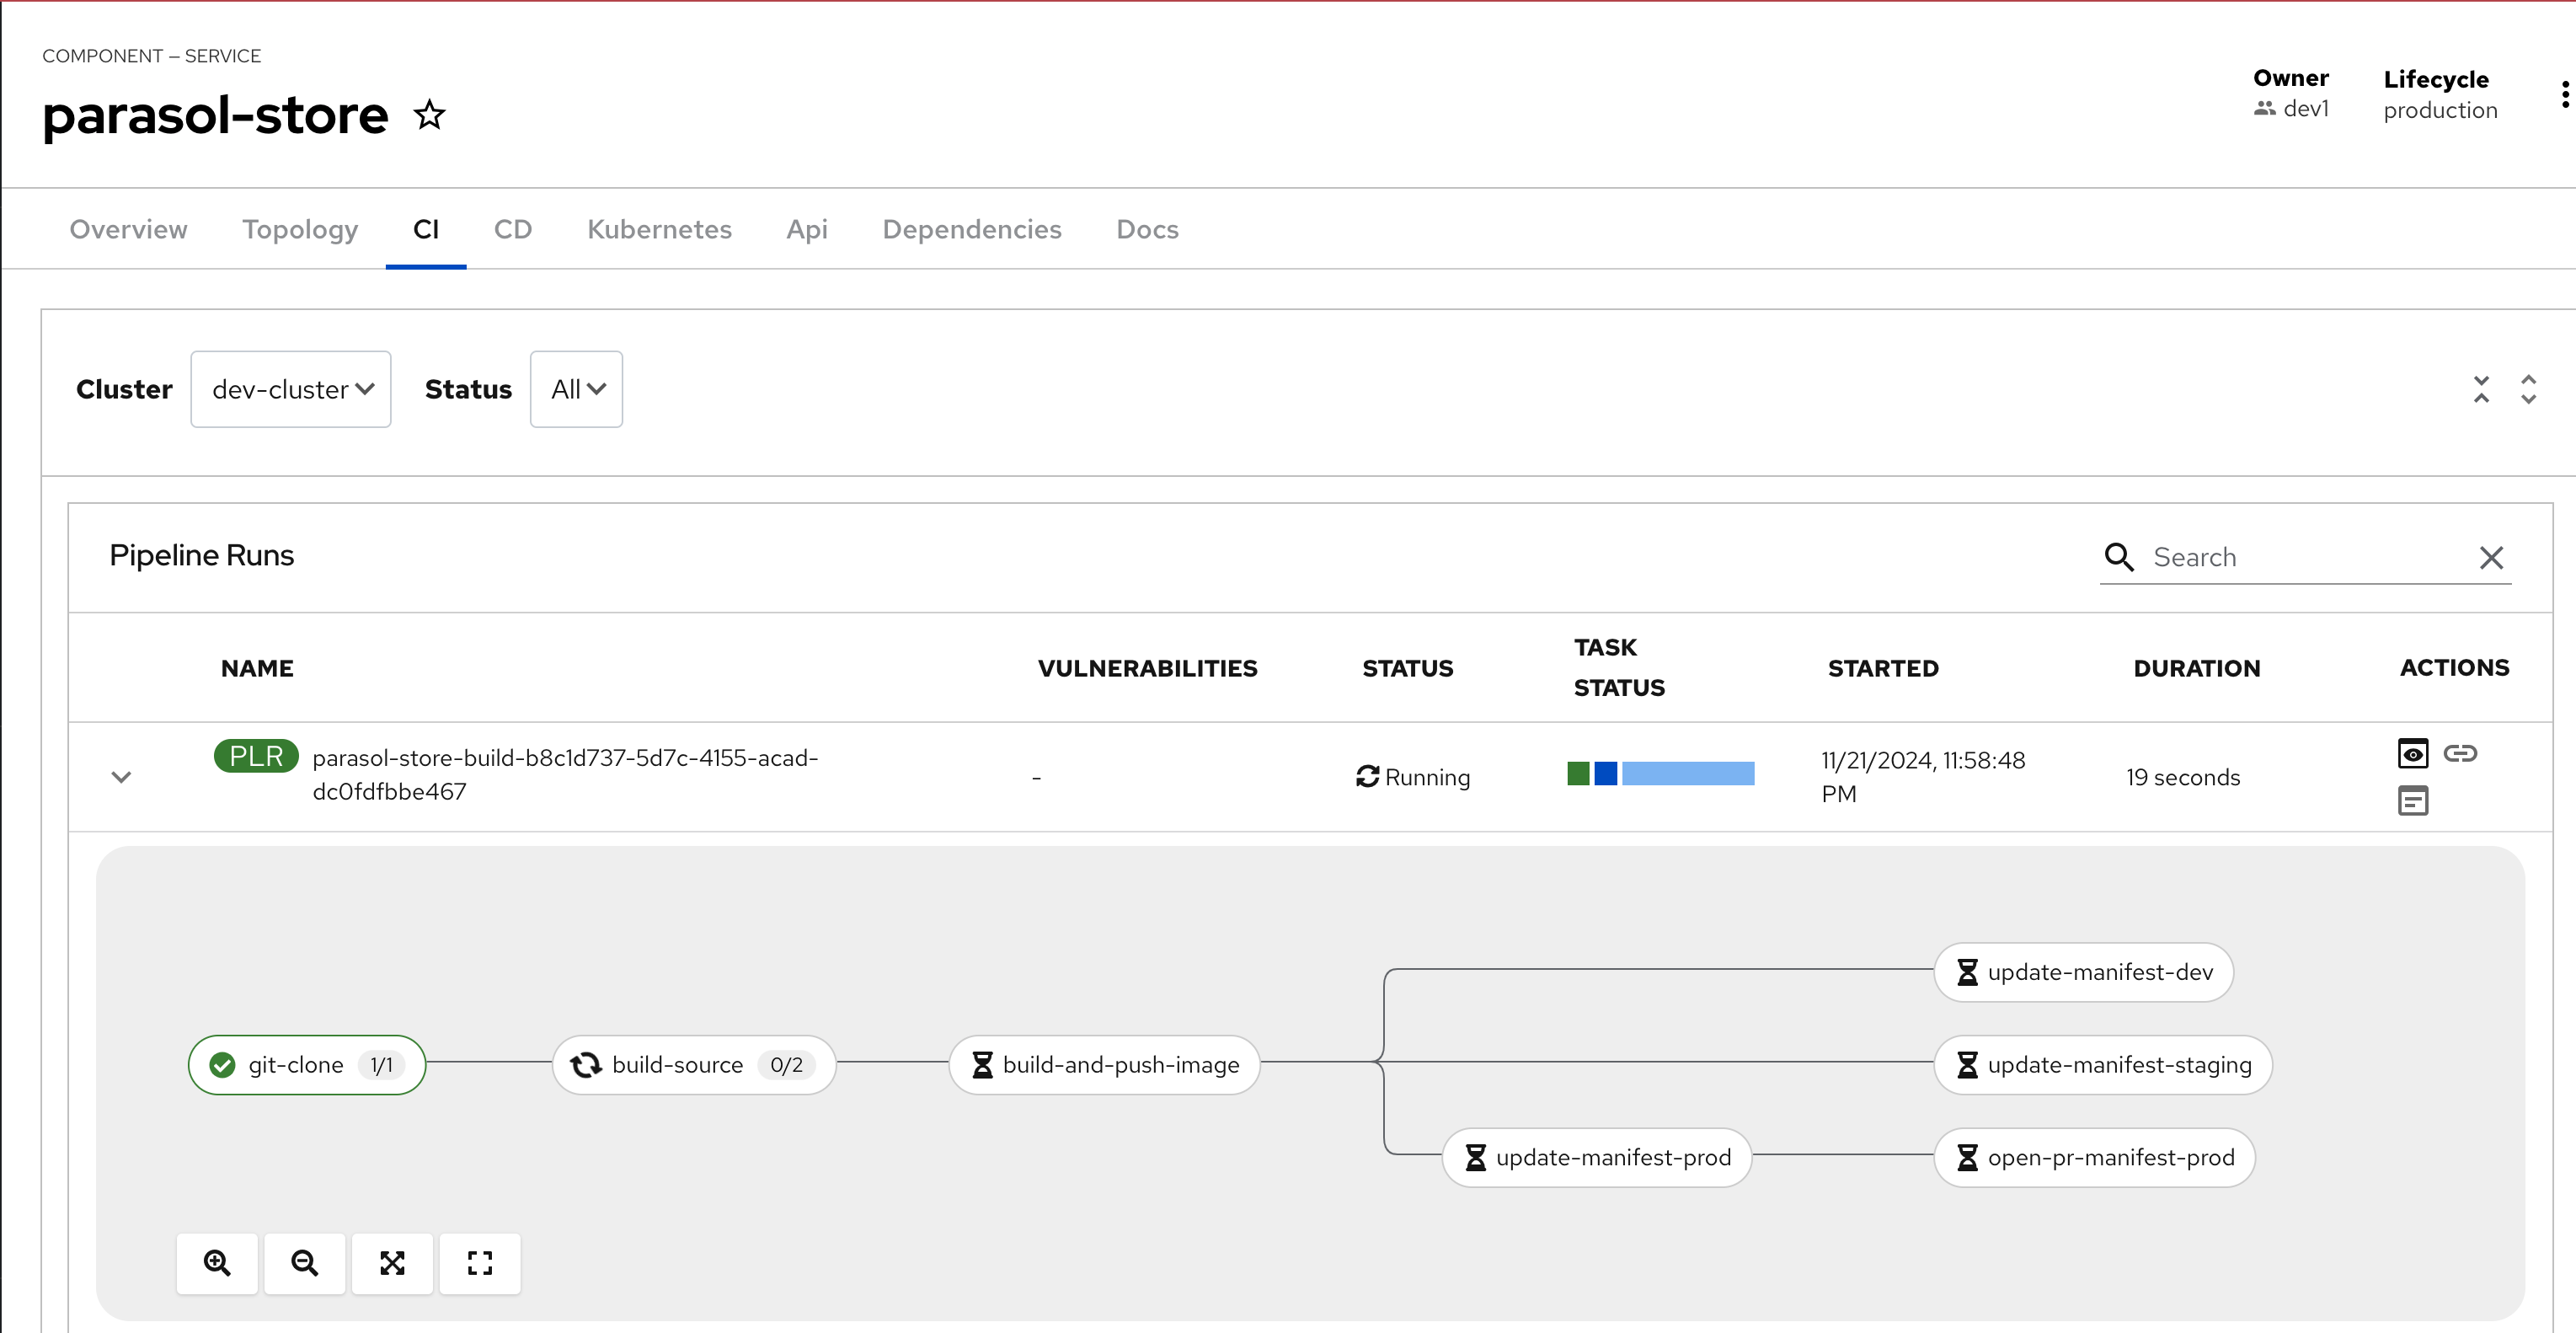 COMPONENT – SERVICE
parasol-store
Owner
dev1
Lifecycle
production
Overview
Topology
CI
CD
Kubernetes
Api
Dependencies
Docs
Cluster
dev-cluster
Status
All
Pipeline Runs
Search
NAME
VULNERABILITIES
STATUS
TASK
STATUS
STARTED
DURATION
ACTIONS
PLR
parasol-store-build-b8c1d737-5d7c-4155-acad-
dc0fdfbbe467
-
Running
11/21/2024, 11:58:48
PM
19 seconds
update-manifest-dev
git-clone 1/1
build-source 0/2
build-and-push-image
update-manifest-staging
update-manifest-prod
open-pr-manifest-prod